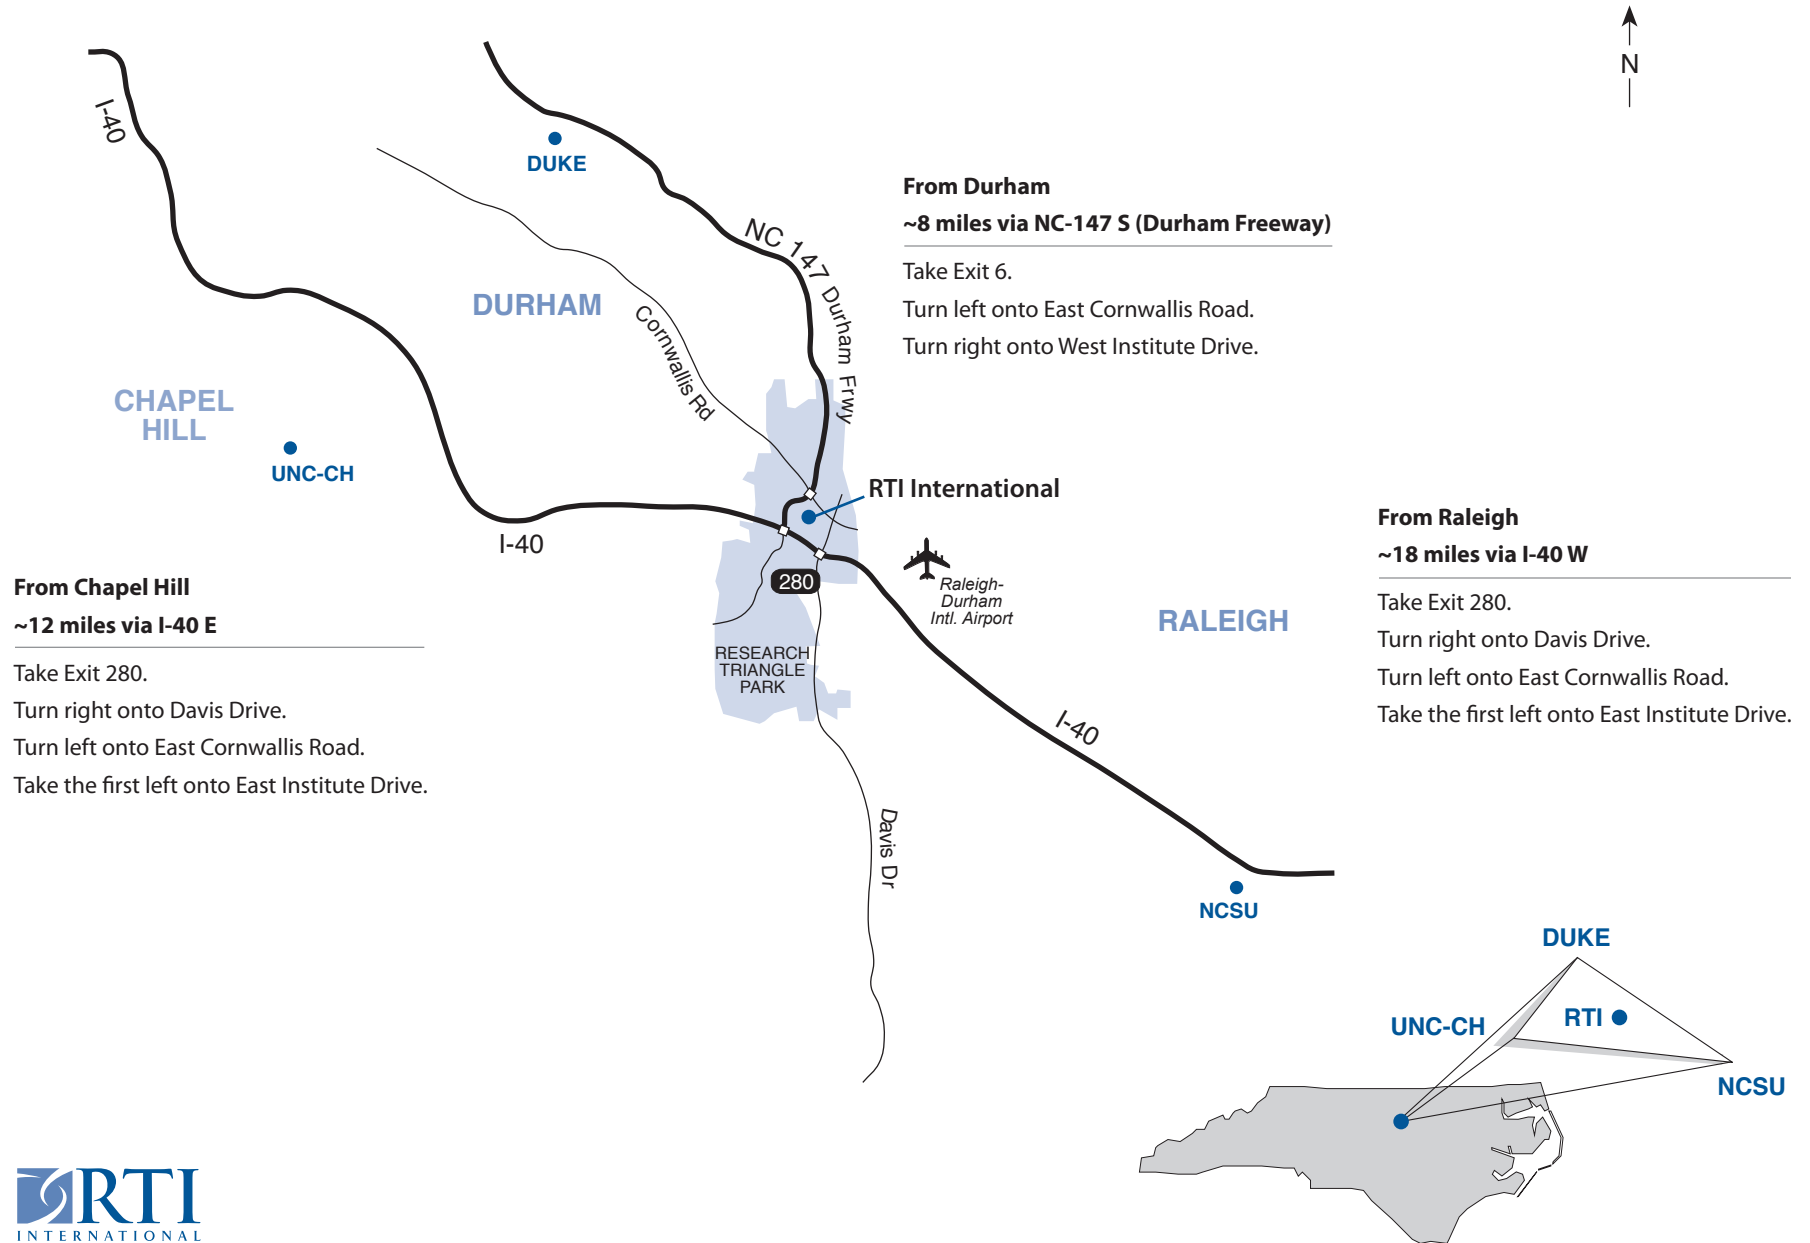 N
I-40
DUKE
NC 147 Durham Frwy
DURHAM
Cornwallis Rd
CHAPEL
HILL
UNC-CH
I-40
From Durham
~8 miles via NC-147 S (Durham Freeway)
Take Exit 6.
Turn left onto East Cornwallis Road.
Turn right onto West Institute Drive.
RTI International
280
Raleigh-
Durham
Intl. Airport
RALEIGH
RESEARCH
TRIANGLE
PARK
From Chapel Hill
~12 miles via I-40 E
Take Exit 280.
Turn right onto Davis Drive.
Turn left onto East Cornwallis Road.
Take the first left onto East Institute Drive.
From Raleigh
~18 miles via I-40 W
Take Exit 280.
Turn right onto Davis Drive.
Turn left onto East Cornwallis Road.
Take the first left onto East Institute Drive.
I-40
Davis Dr
NCSU
DUKE
UNC-CH
RTI
NCSU
RTI
INTERNATIONAL